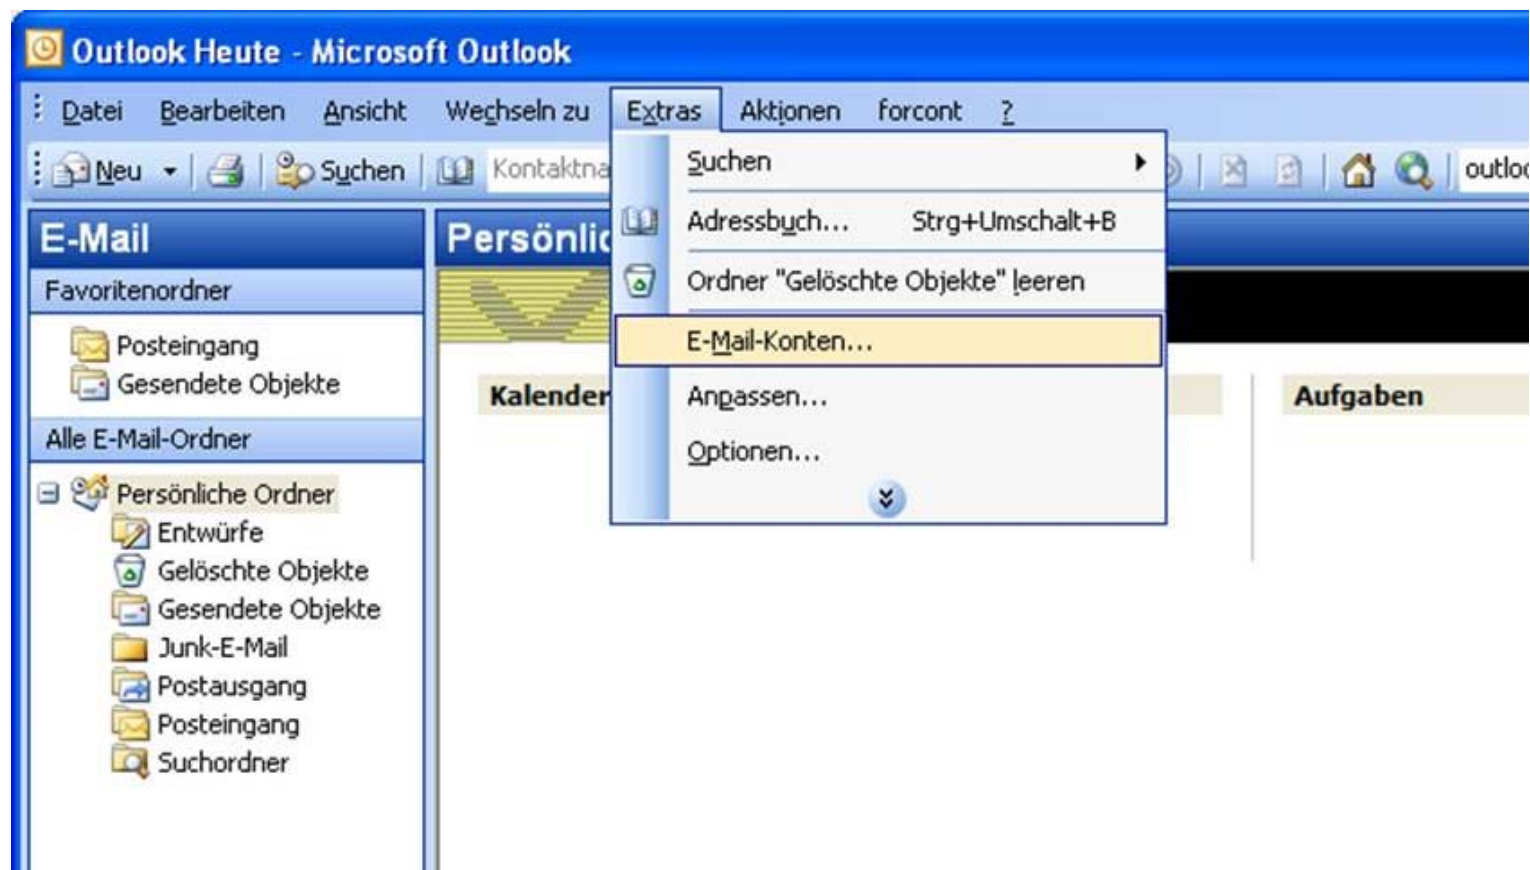 Outlook Heute - Microsoft Outlook
Datei Bearbeiten Ansicht Wechseln zu Extras Aktionen forcont ?
Neu Suchen Kontaktna outloo
E-Mail
Favoritenordner
Posteingang
Gesendete Objekte
Alle E-Mail-Ordner
Persönliche Ordner
Entwürfe
Gelöschte Objekte
Gesendete Objekte
Junk-E-Mail
Postausgang
Posteingang
Suchordner
Persönlic
Kalender
Suchen
Adressbuch... Strg+Umschalt+B
Ordner "Gelöschte Objekte" leeren
E-Mail-Konten...
Anpassen...
Optionen...
Aufgaben